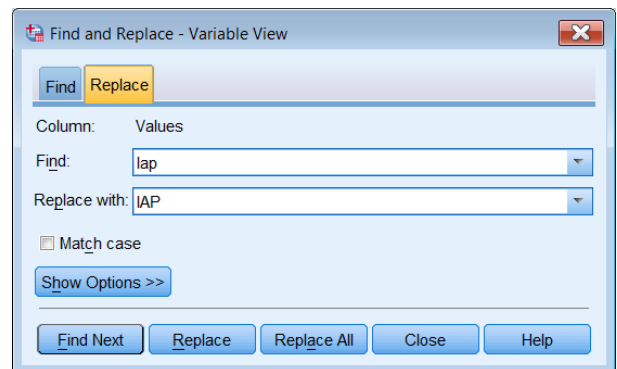 Find and Replace - Variable View
Find Replace
Column: Values
Find: Iap
Replace with: IAP
Match case
Show Options >>
Find Next Replace Replace All Close Help